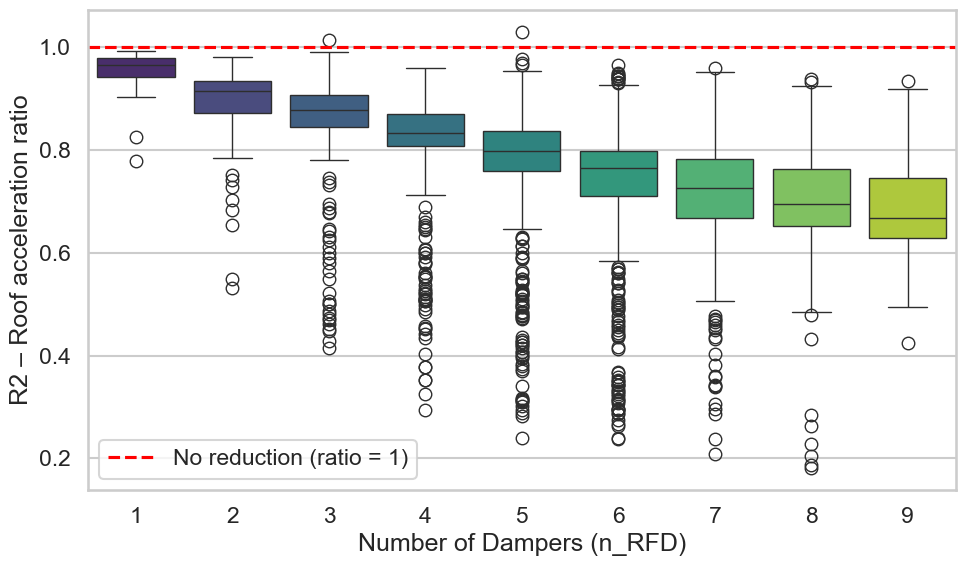 R2 – Roof acceleration ratio
1.0
0.8
0.6
0.4
0.2
No reduction (ratio = 1)
1 2 3 4 5 6 7 8 9
Number of Dampers (n_RFD)